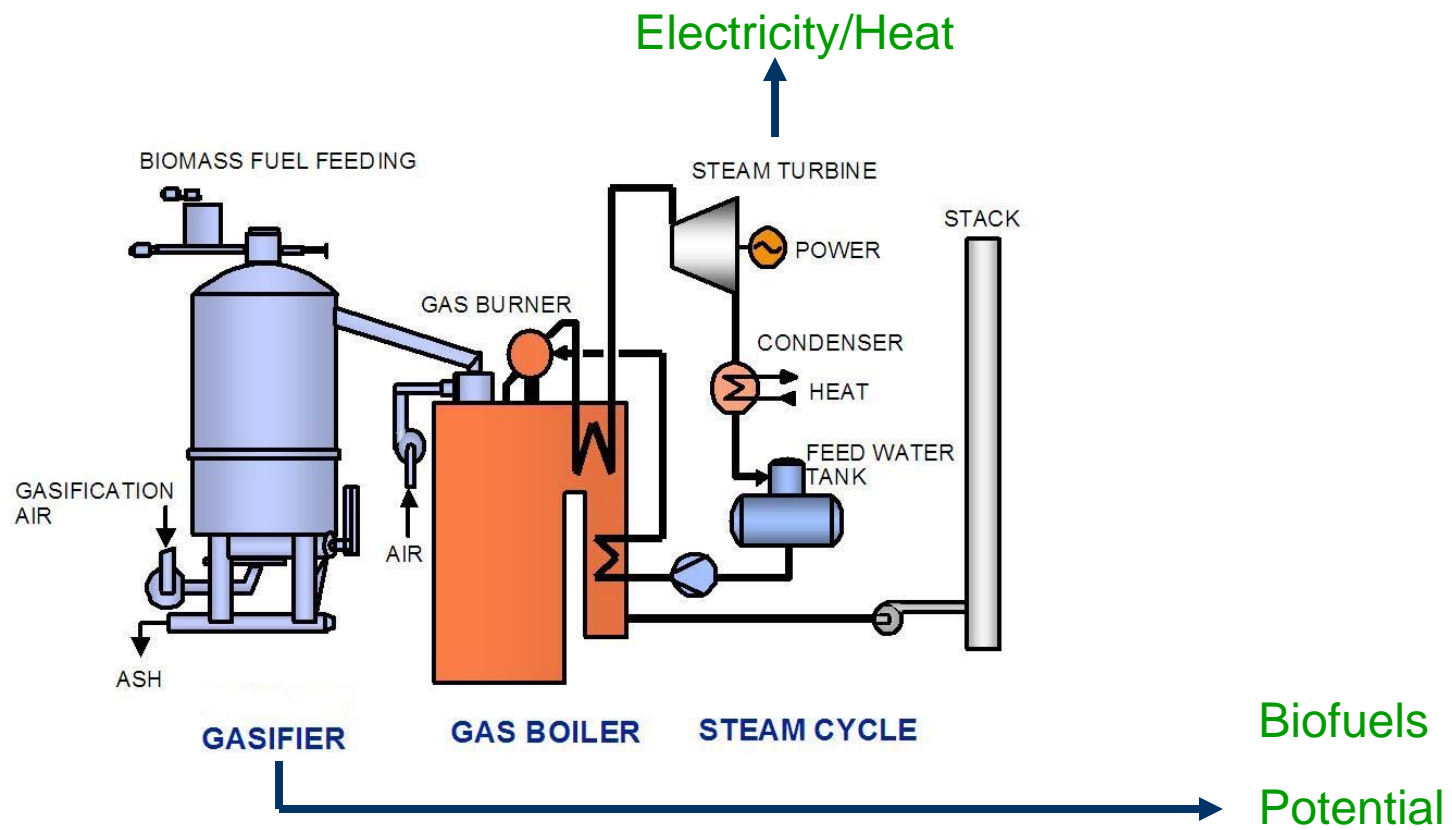 Electricity/Heat
BIOMASS FUEL FEEDING
STEAM TURBINE
STACK
POWER
GAS BURNER
CONDENSER
HEAT
FEED WATER
TANK
GASIFICATION
AIR
AIR
ASH
GASIFIER
GAS BOILER
STEAM CYCLE
Biofuels
Potential